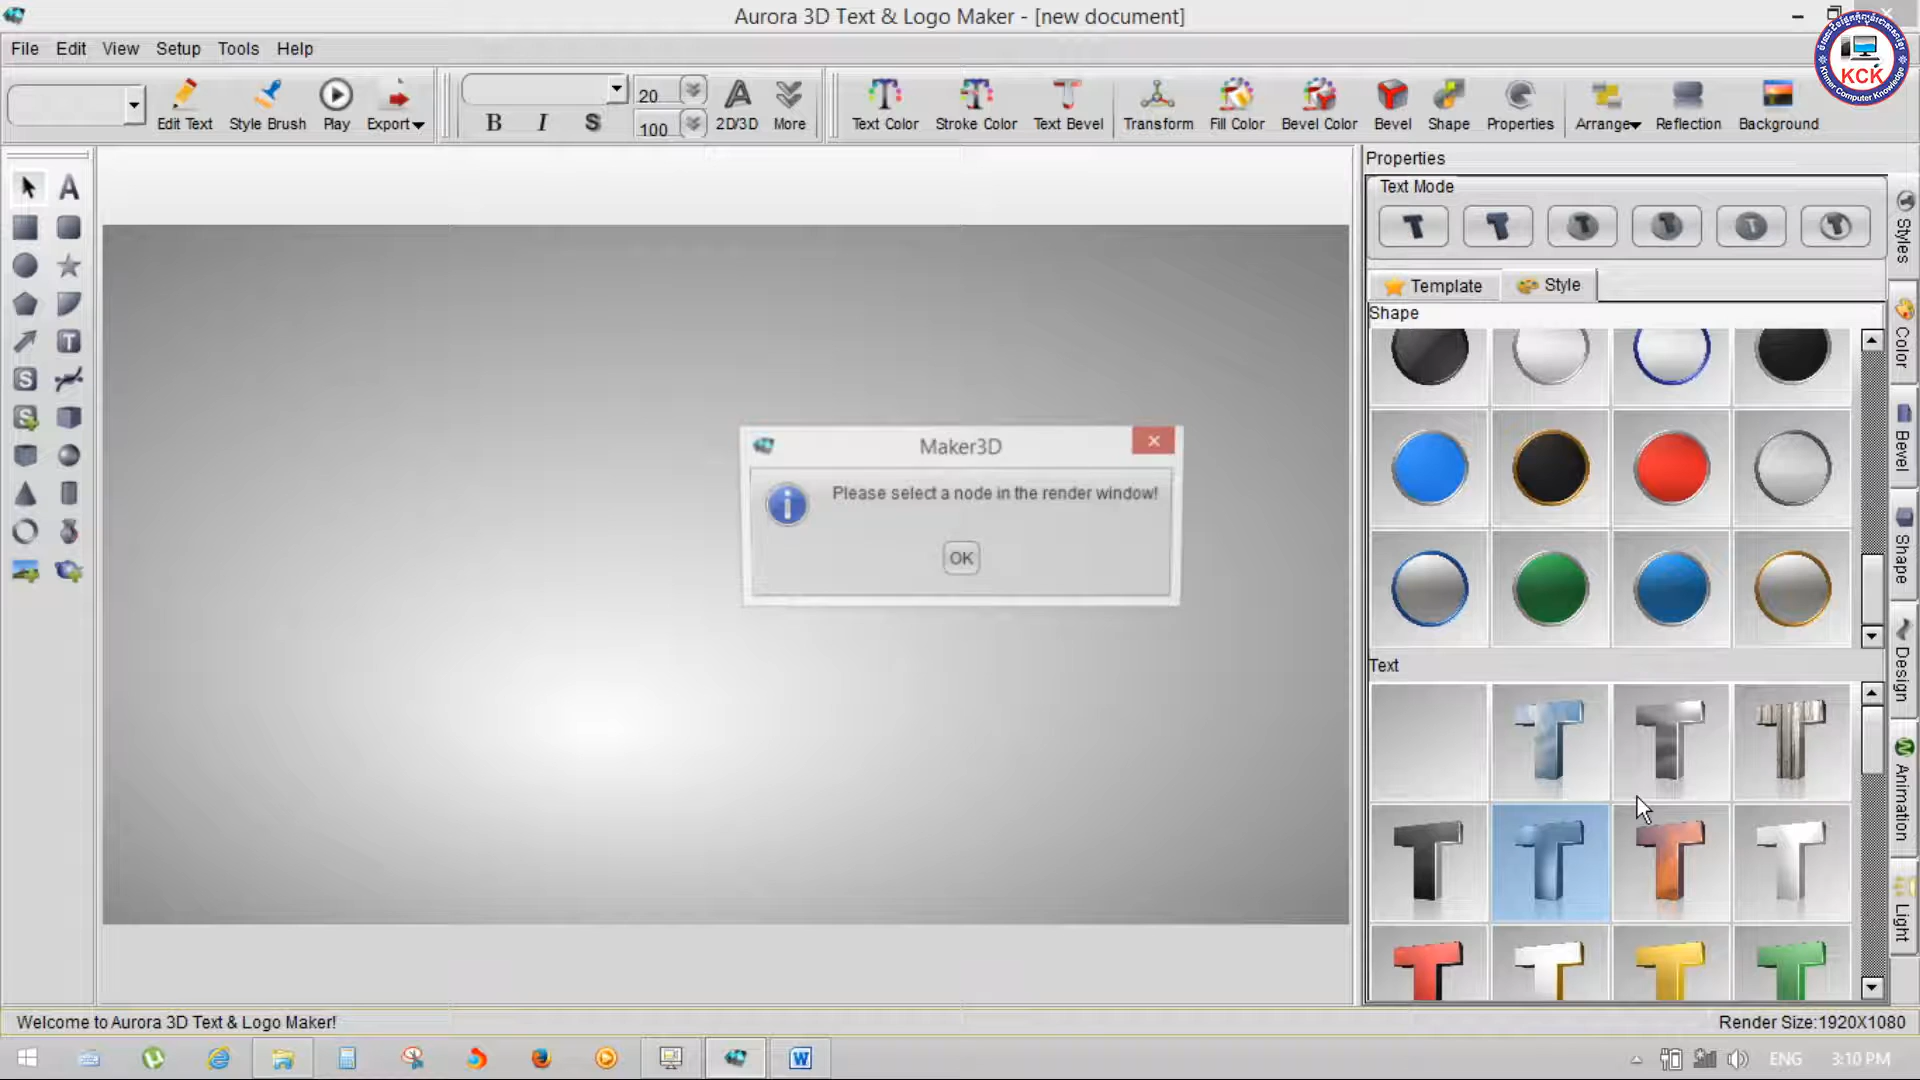 Aurora 3D Text & Logo Maker - [new document]
File Edit View Setup Tools Help
Edit Text Style Brush Play Export
20
100
B I S 2D/3D More
Text Color Stroke Color Text Bevel Transform Fill Color Bevel Color Bevel Shape Properties Arrange Reflection Background
KCK
Khmer Computer Knowledge
Properties
Text Mode
Template Style
Shape
Text
Styles
Color
Bevel
Shape
Design
Animation
Light
Maker3D
Please select a node in the render window!
OK
Welcome to Aurora 3D Text & Logo Maker!
Render Size:1920X1080
ENG 3:10 PM